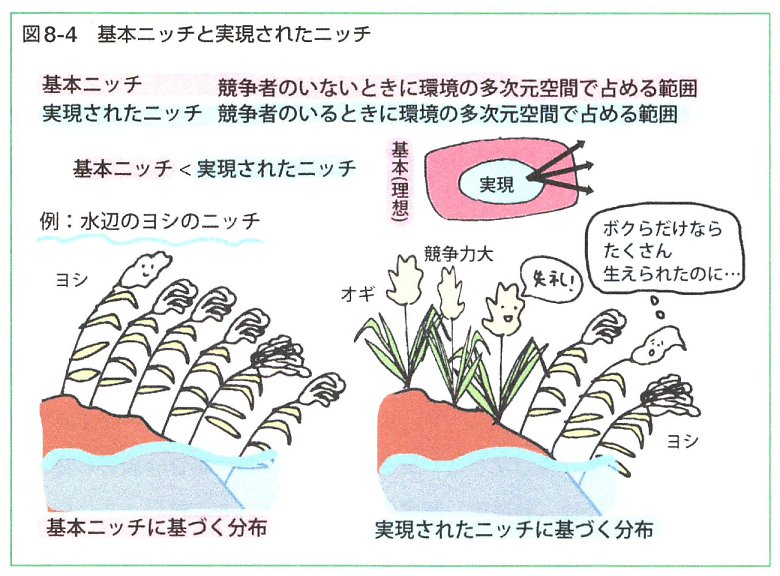 図8-4 基本ニッチと実現されたニッチ
基本ニッチ 競争者のいないときに環境の多次元空間で占める範囲
実現されたニッチ 競争者のいるときに環境の多次元空間で占める範囲
基本ニッチ < 実現されたニッチ
基本(理想)
実現
例：水辺のヨシのニッチ
ヨシ
オギ
競争力大
失礼!
ボクらだけなら
たくさん
生えられたのに…
ヨシ
基本ニッチに基づく分布
実現されたニッチに基づく分布